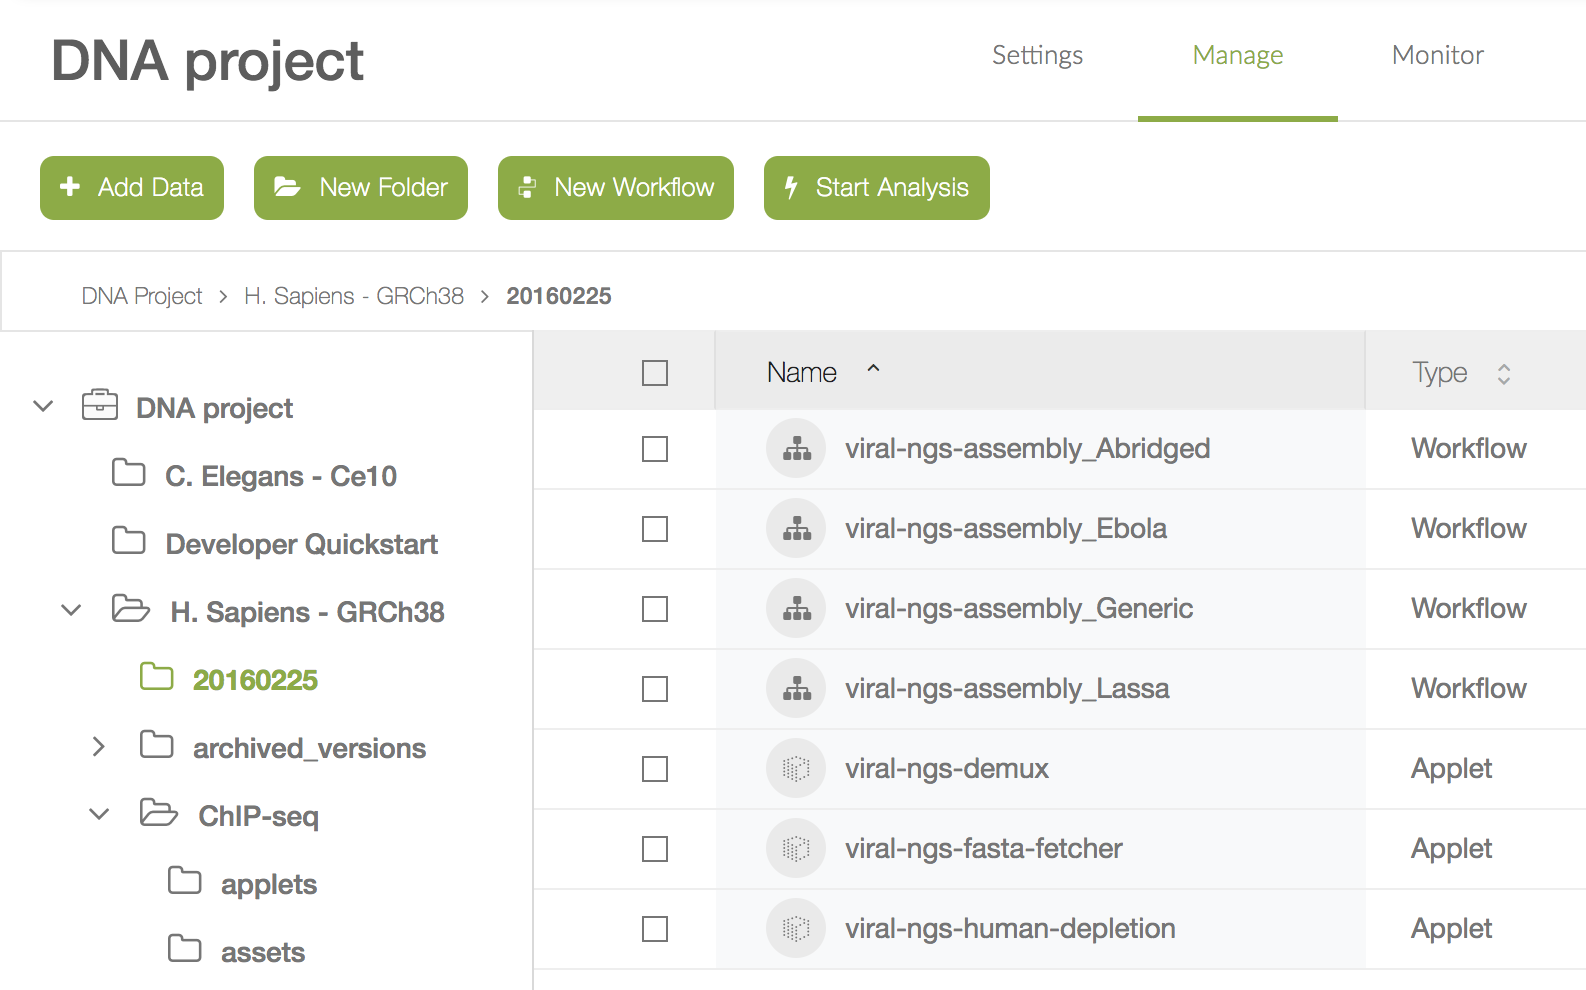 DNA project
Settings
Manage
Monitor
Add Data
New Folder
New Workflow
Start Analysis
DNA Project > H. Sapiens - GRCh38 > 20160225
DNA project
C. Elegans - Ce10
Developer Quickstart
H. Sapiens - GRCh38
20160225
archived_versions
ChIP-seq
applets
assets
Name Type
viral-ngs-assembly_Abridged Workflow
viral-ngs-assembly_Ebola Workflow
viral-ngs-assembly_Generic Workflow
viral-ngs-assembly_Lassa Workflow
viral-ngs-demux Applet
viral-ngs-fasta-fetcher Applet
viral-ngs-human-depletion Applet